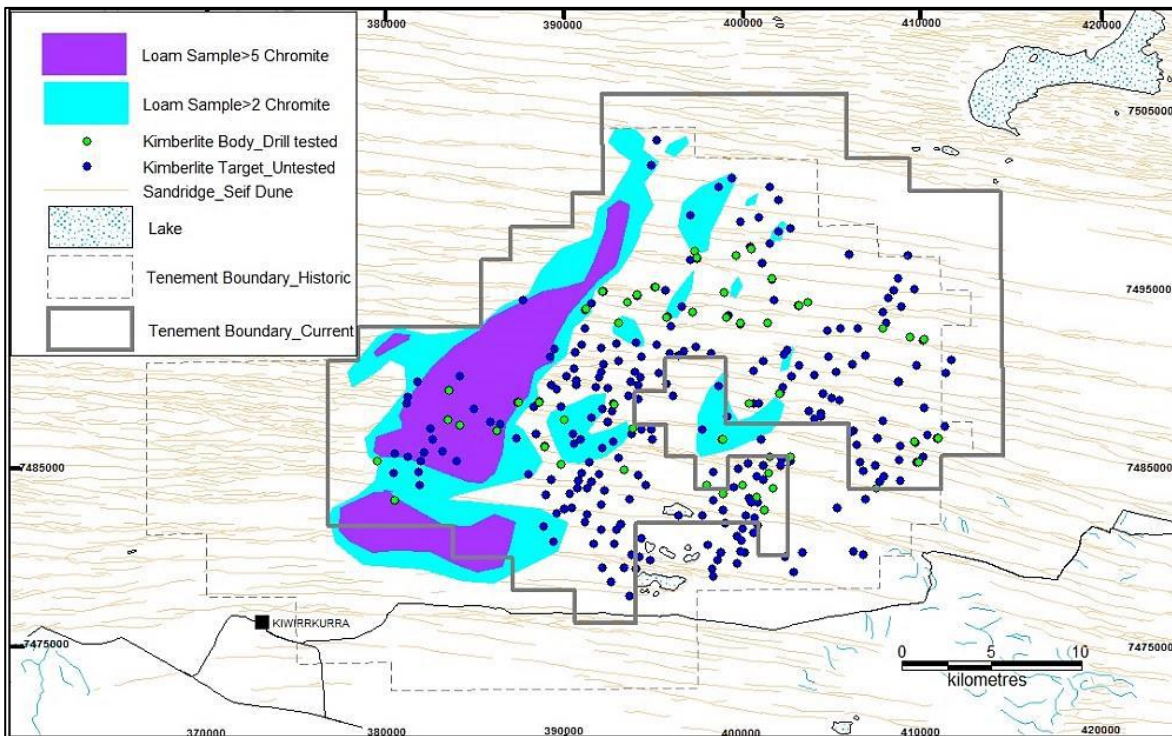 380000 390000 400000 410000 420000
Loam Sample>5 Chromite
Loam Sample>2 Chromite
Kimberlite Body_Drill tested
Kimberlite Target_Untested
Sandridge_Seif Dune
Lake
Tenement Boundary_Historic
Tenement Boundary_Current
7505000
7495000
7485000 7485000
KIWIRRKURRA
7475000 7475000
0 5 10
kilometres
370000 380000 390000 400000 410000 420000